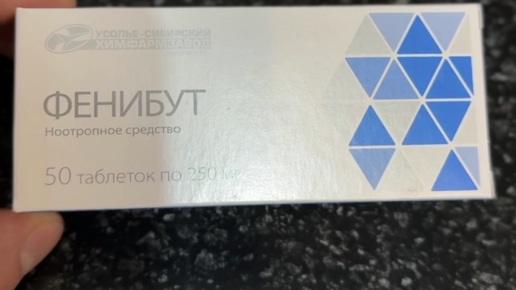 УСОЛЬЕ-СИБИРСКИЙ
ХИМФАРМЗАВОД
ФЕНИБУТ
Ноотропное средство
50 таблеток по 250 мг